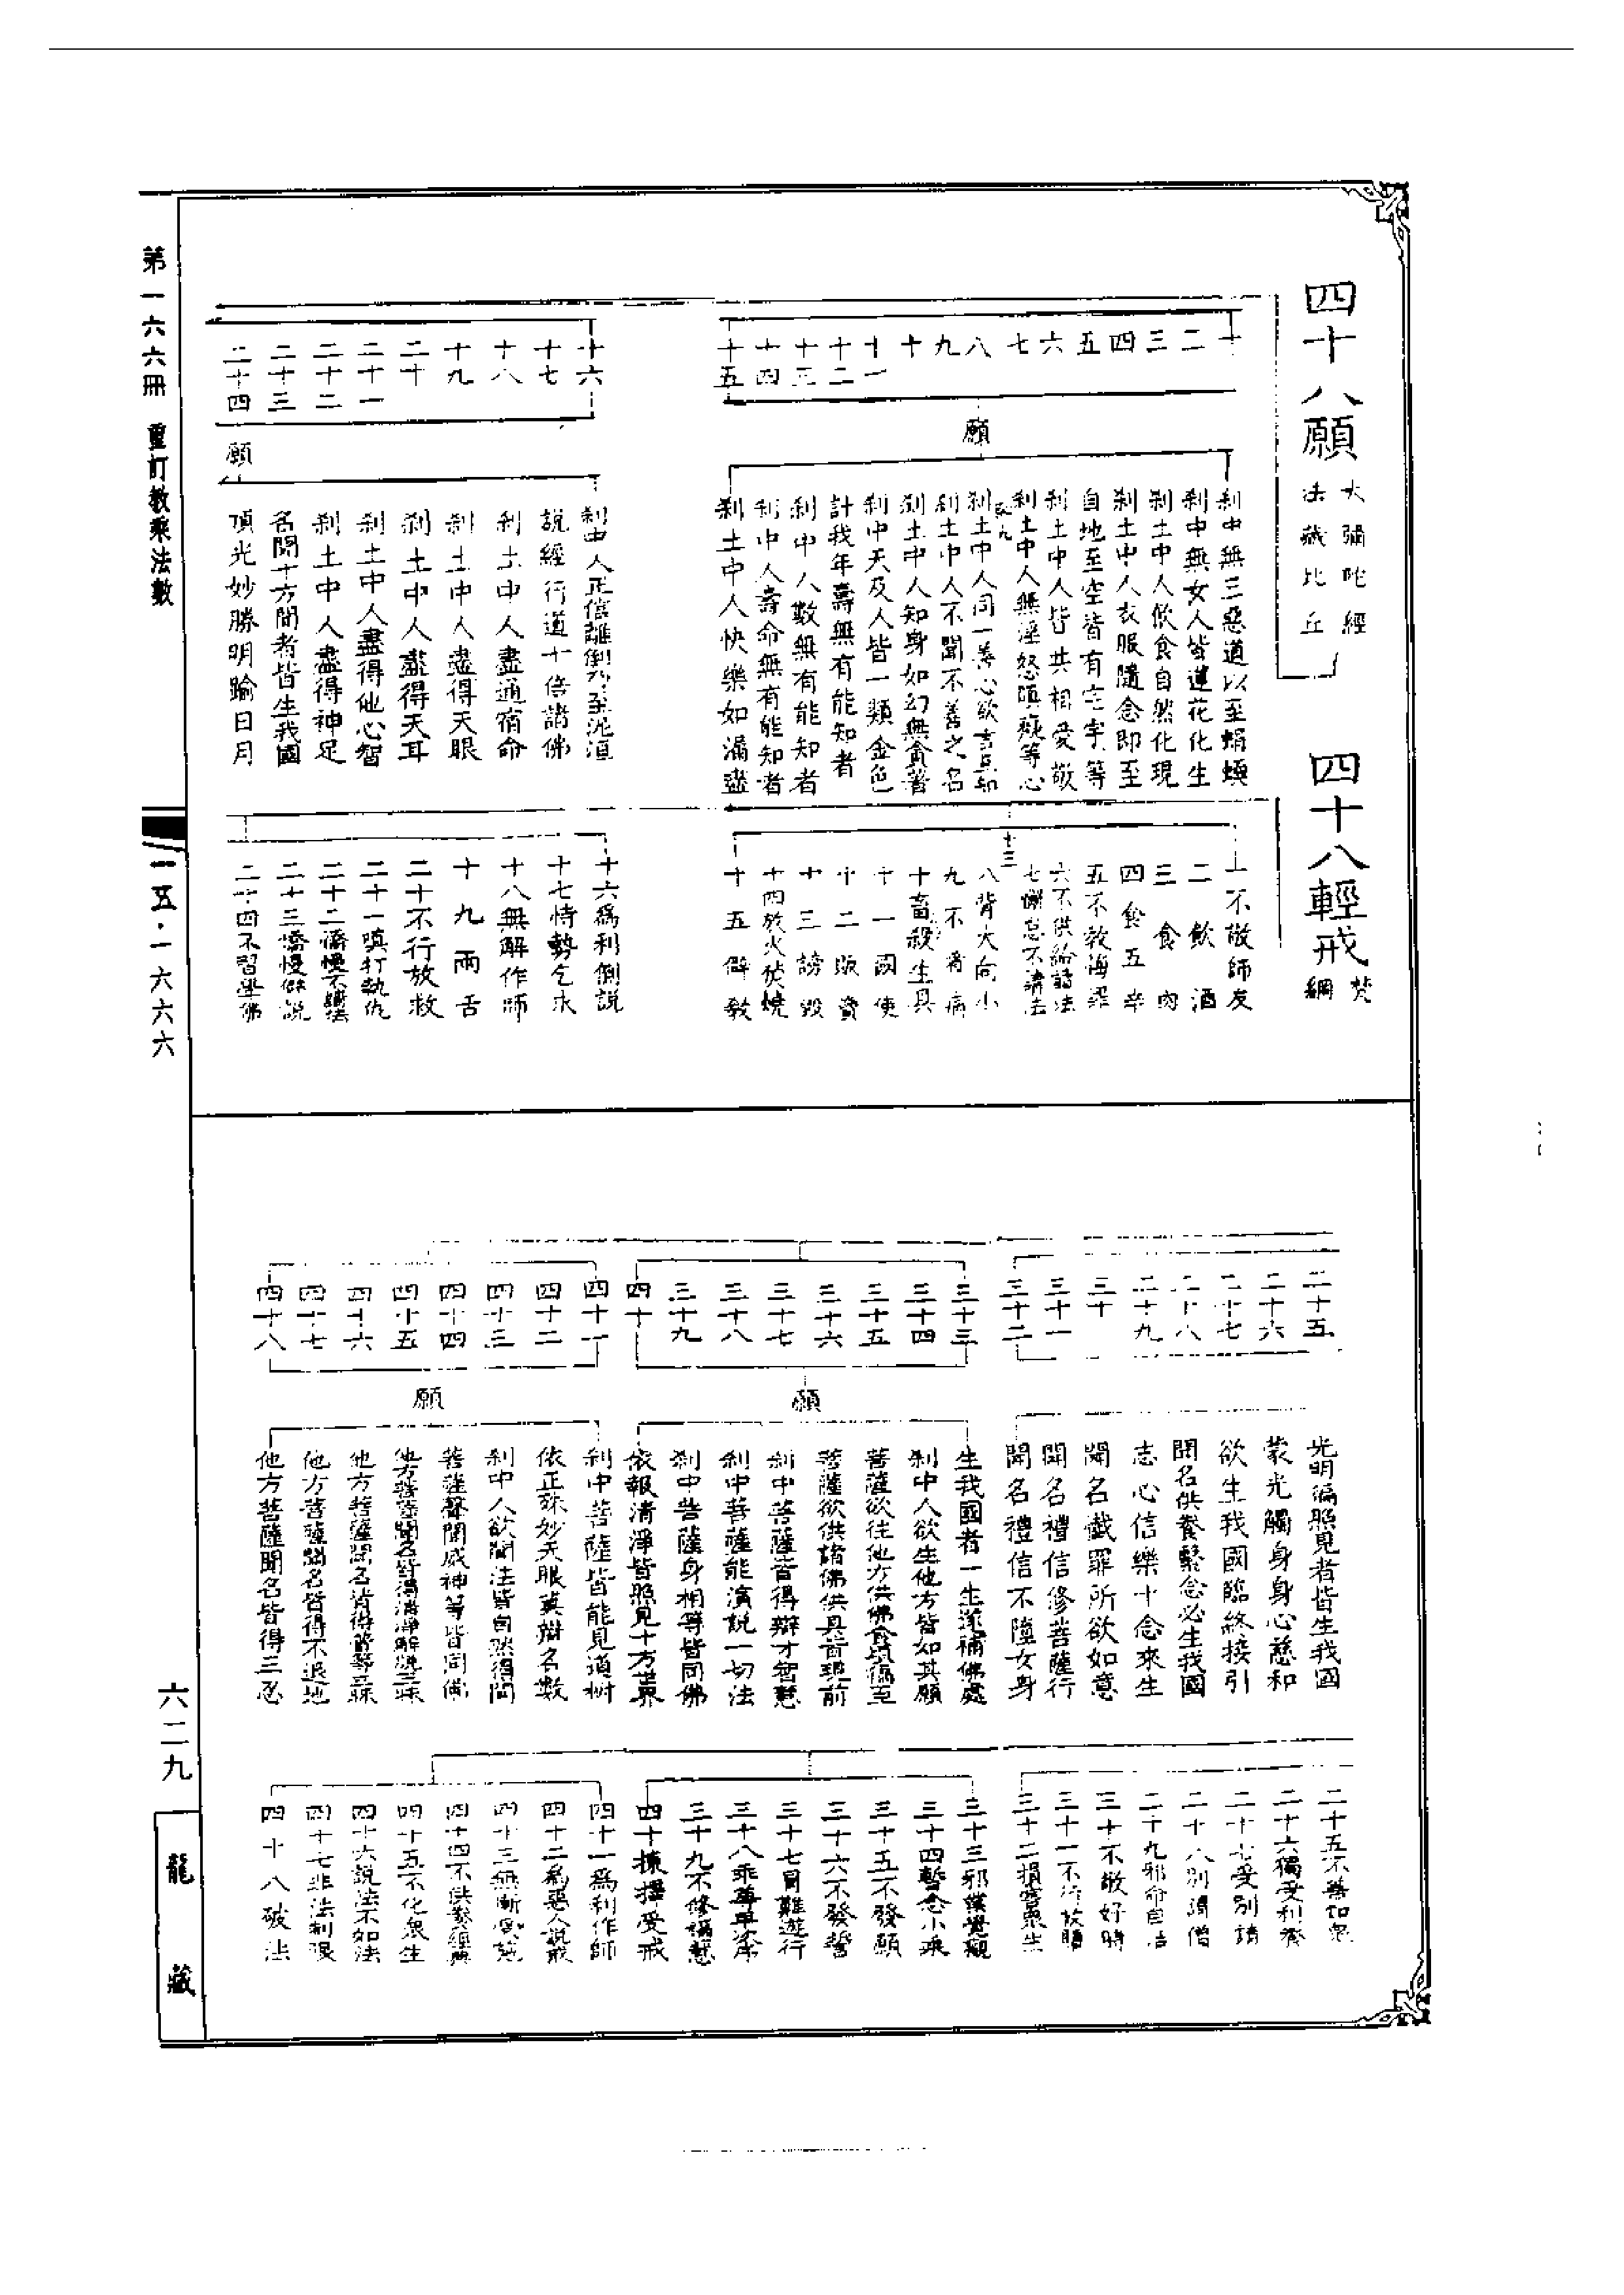 四十八願
大彌陀經
法藏比丘
一
二
三
四
五
六
七
八
九
十
十一
十二
十三
十四
十五
願
刹中無三惡道以至蜎蝡
刹中無女人皆蓮花化生
刹土中人飲食自然化現
刹土中人衣服隨念即至
自地至空皆有宅宇等
刹土中人皆共相愛敬
刹土中人無淫怒嗔癡等心
刹土中人同一善心欲言且知
刹土中人不聞不善之名
刹土中人知身如幻無貪著
刹中天及人皆一類金色
計我年壽無有能知者
刹中人數無有能知者
刹中人壽命無有能知者
刹土中人快樂如漏盡
十六
十七
十八
十九
二十
二十一
二十二
二十三
二十四
願
刹中人正信離倒至泥洹
說經行道十倍諸佛
刹土中人盡通宿命
刹土中人盡得天眼
刹土中人盡得天耳
刹土中人盡得他心智
刹土中人盡得神足
名聞十方聞者皆生我國
頂光妙勝明踰日月
四十八輕戒
梵
網
一不敬師友
二飲酒
三食肉
四食五辛
五不教悔罪
六不供給請法
七懈怠不請法
八背大向小
九不看病
十畜殺生具
十一國使
十二販賣
十三謗毀
十四放火焚燒
十五僻教
十三
十六為利倒說
十七恃勢乞求
十八無解作師
十九兩舌
二十不行放救
二十一嗔打執仇
二十二憍慢不請法
二十三憍慢僻說
二十四不習學佛
二十五
二十六
二十七
二十八
二十九
三十
三十一
三十二
光明徧照見者皆生我國
蒙光觸身身心慈和
欲生我國臨終接引
聞名供養繫念必生我國
志心信樂十念來生
聞名懺罪所欲如意
聞名禮信修菩薩行
聞名禮信不墮女身
三十三
三十四
三十五
三十六
三十七
三十八
三十九
四十
願
生我國者一生遂補佛處
刹中人欲生他方皆如其願
菩薩欲往他方供佛食頃徧至
菩薩欲供諸佛供具皆現前
刹中菩薩皆得辯才智慧
刹中菩薩能演說一切法
刹中菩薩身相等皆同佛
依報清淨皆照見十方世界
四十一
四十二
四十三
四十四
四十五
四十六
四十七
四十八
願
刹中菩薩皆能見道樹
依正殊妙天眼莫辯名數
刹中人欲聞法皆自然得聞
菩薩聲聞威神等皆同佛
他方菩薩聞名皆得清淨解脫三昧
他方菩薩聞名皆得普等三昧
他方菩薩聞名皆得不退地
他方菩薩聞名皆得三忍
二十五不善和眾
二十六獨受利養
二十七受別請
二十八別請僧
二十九邪命自活
三十不敬好時
三十一不行救贖
三十二損害眾生
三十三邪業覺觀
三十四暫念小乘
三十五不發願
三十六不發誓
三十七冒難遊行
三十八乖尊卑次第
三十九不修福慧
四十揀擇受戒
四十一為利作師
四十二為惡人說戒
四十三無慚受施
四十四不供養經典
四十五不化眾生
四十六說法不如法
四十七非法制限
四十八破法
第一六六冊
重訂教乘法數
一五·一六六六
六二九
龍藏